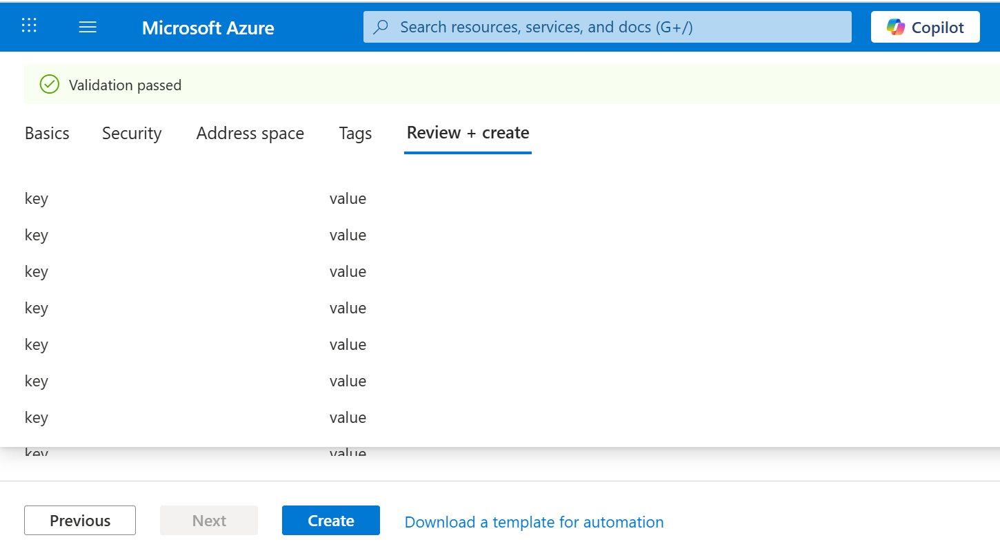 Microsoft Azure Search resources, services, and docs (G+/) Copilot
Validation passed
Basics Security Address space Tags Review + create
key value
key value
key value
key value
key value
key value
key value
key value
Previous Next Create Download a template for automation